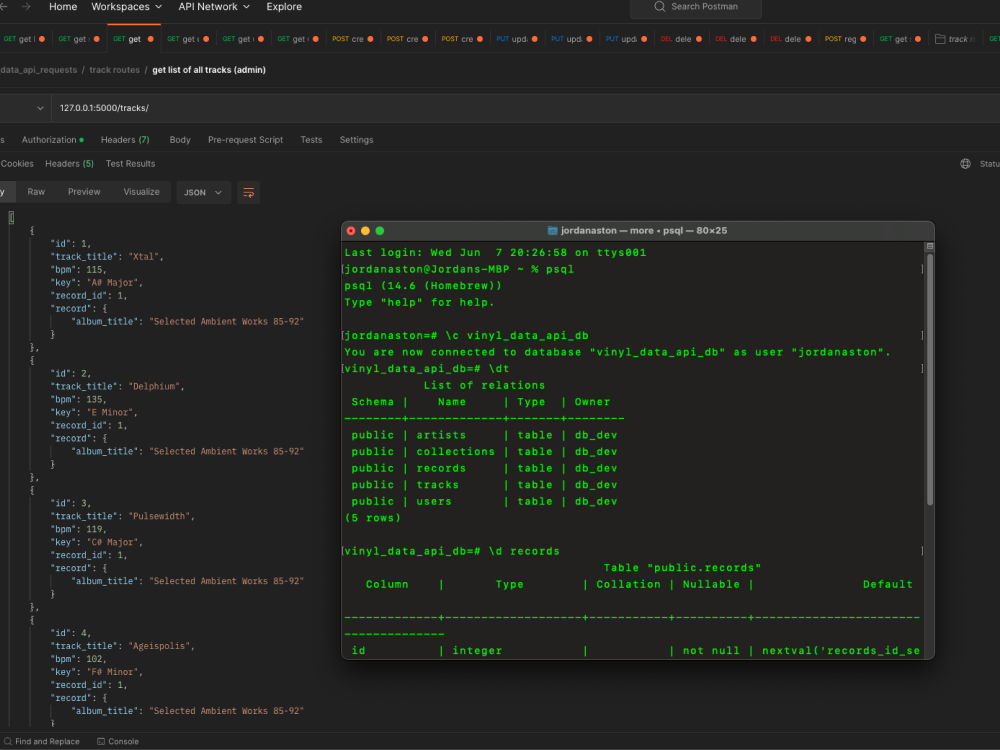 Home Workspaces API Network Explore Search Postman
GET get GET get GET get GET get GET get GET get POST cre POST cre POST cre PUT upd PUT upd PUT upd DEL dele DEL dele DEL dele POST reg GET get track GET
data_api_requests / track routes / get list of all tracks (admin)
127.0.0.1:5000/tracks/
Authorization Headers (7) Body Pre-request Script Tests Settings
Cookies Headers (5) Test Results
Raw Preview Visualize JSON
[
{
"id": 1,
"track_title": "Xtal",
"bpm": 115,
"key": "A# Major",
"record_id": 1,
"record": {
"album_title": "Selected Ambient Works 85-92"
}
},
{
"id": 2,
"track_title": "Delphium",
"bpm": 135,
"key": "E Minor",
"record_id": 1,
"record": {
"album_title": "Selected Ambient Works 85-92"
}
},
{
"id": 3,
"track_title": "Pulsewidth",
"bpm": 119,
"key": "C# Major",
"record_id": 1,
"record": {
"album_title": "Selected Ambient Works 85-92"
}
},
{
"id": 4,
"track_title": "Ageispolis",
"bpm": 102,
"key": "F# Minor",
"record_id": 1,
"record": {
"album_title": "Selected Ambient Works 85-92"
}
jordanaston — more • psql — 80×25
Last login: Wed Jun  7 20:26:58 on ttys001
[jordanaston@Jordans-MBP ~ % psql ]
psql (14.6 (Homebrew))
Type "help" for help.
[jordanaston=# \c vinyl_data_api_db ]
You are now connected to database "vinyl_data_api_db" as user "jordanaston".
[vinyl_data_api_db=# \dt ]
List of relations
Schema | Name | Type | Owner
--------+-------------+-------+--------
public | artists | table | db_dev
public | collections | table | db_dev
public | records | table | db_dev
public | tracks | table | db_dev
public | users | table | db_dev
(5 rows)
[vinyl_data_api_db=# \d records ]
Table "public.records"
Column | Type | Collation | Nullable | Default
-------------+-------------------+-----------+----------+-----------------------
--------------
id | integer | | not null | nextval('records_id_se
Find and Replace Console